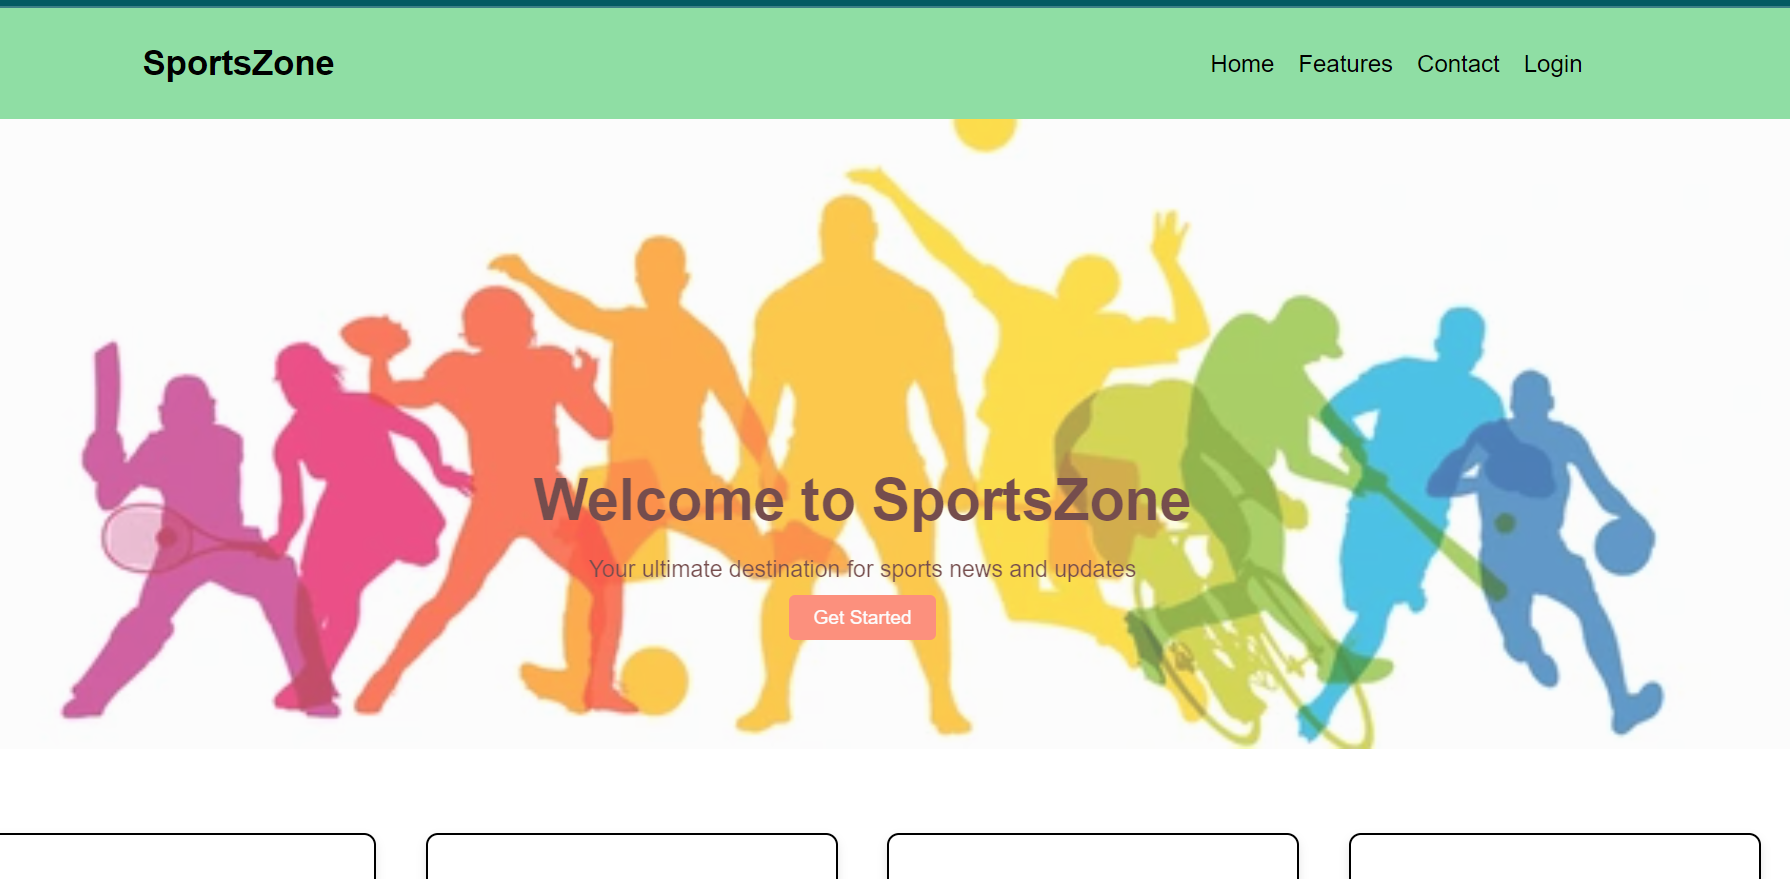 SportsZone
Home Features Contact Login
Welcome to SportsZone
Your ultimate destination for sports news and updates
Get Started